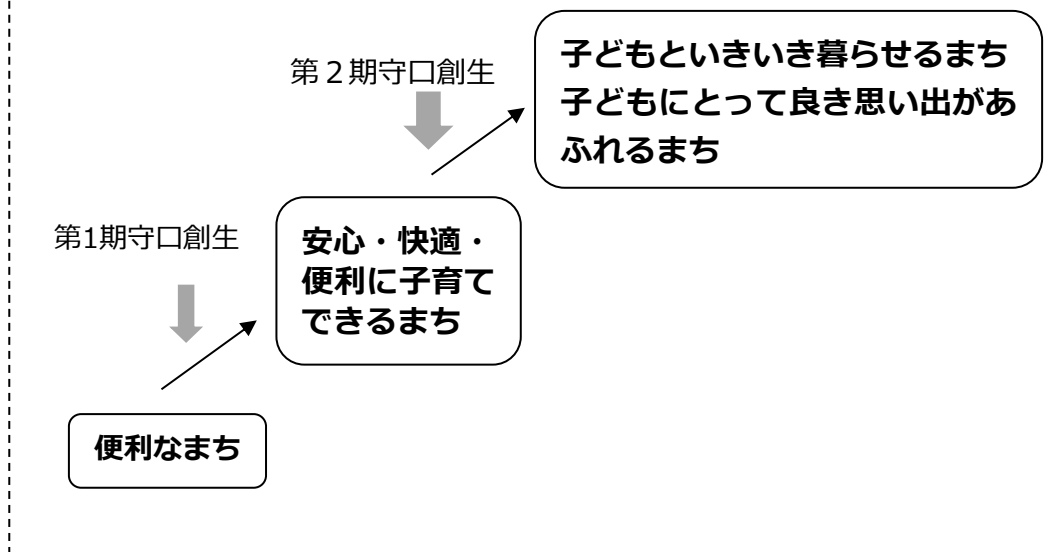 第２期守口創生
子どもといきいき暮らせるまち
子どもにとって良き思い出があ
ふれるまち
第1期守口創生
安心・快適・
便利に子育て
できるまち
便利なまち